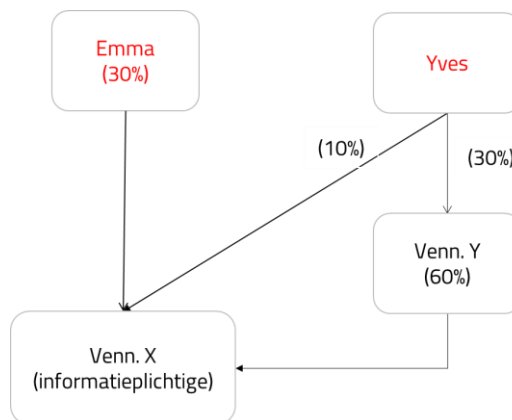 Emma
(30%)
Yves
(10%)
(30%)
Venn. Y
(60%)
Venn. X
(informatieplichtige)